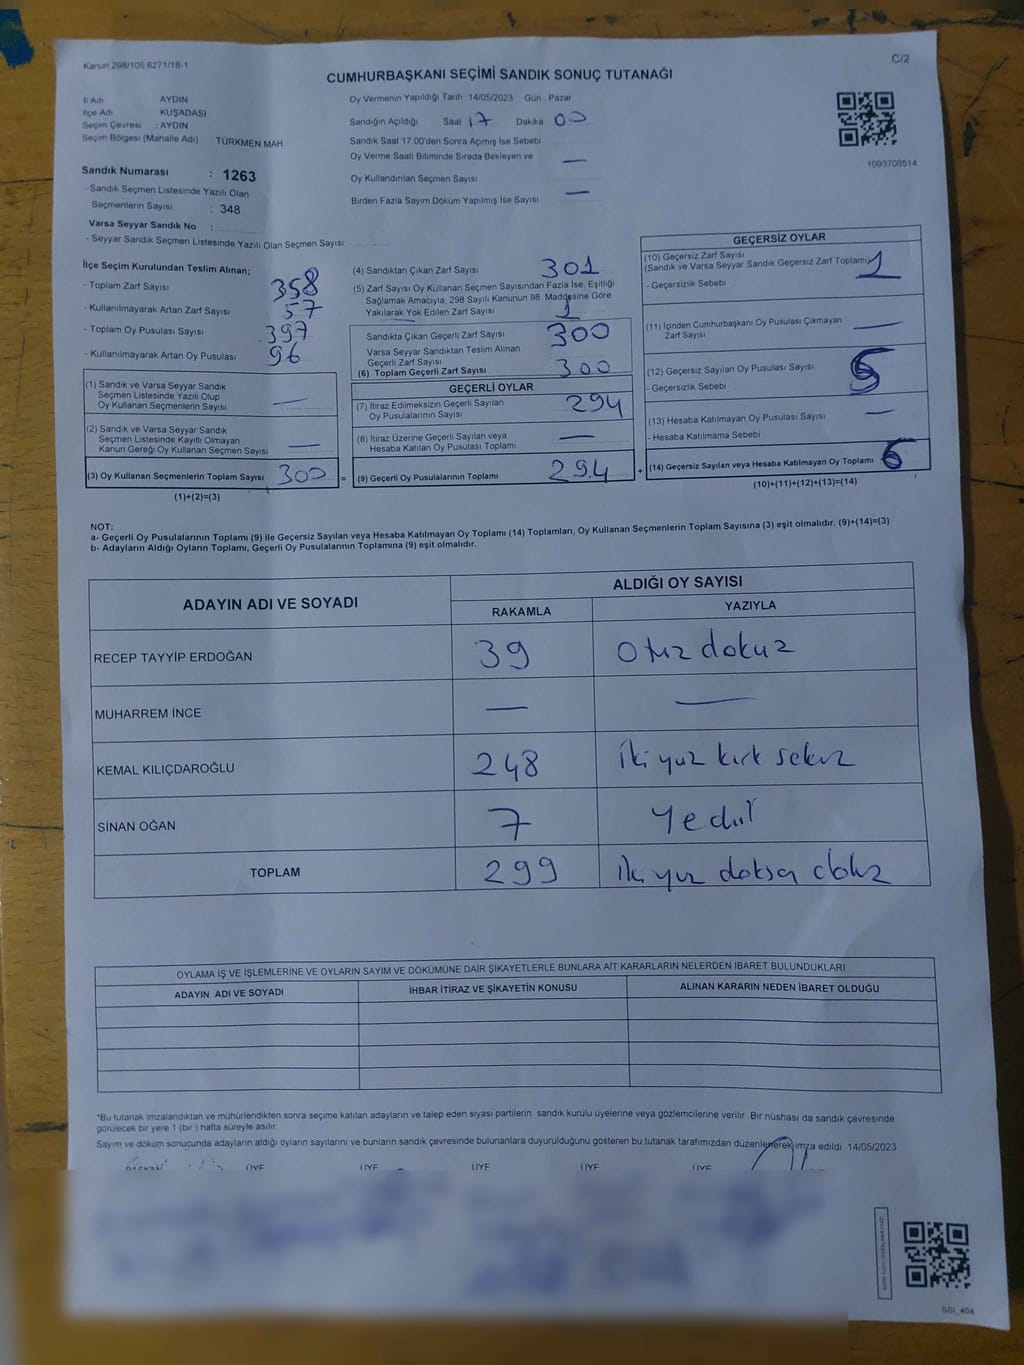 Kanun 298/105 6271/18-1
C/2
CUMHURBAŞKANI SEÇİMİ SANDIK SONUÇ TUTANAĞI
İl Adı AYDIN
İlçe Adı KUŞADASI
Seçim Çevresi : AYDIN
Seçim Bölgesi (Mahalle Adı) TÜRKMEN MAH.
Oy Vermenin Yapıldığı Tarih :14/05/2023 Gün : Pazar
Sandığın Açıldığı Saat 17 Dakika 00
Sandık Saat 17.00'den Sonra Açımış İse Sebebi
Oy Verme Saati Bitiminde Sırada Bekleyen ve
Oy Kullandırılan Seçmen Sayısı —
Birden Fazla Sayım Döküm Yapılmış İse Sayısı —
1093708514
Sandık Numarası : 1263
- Sandık Seçmen Listesinde Yazılı Olan
Seçmenlerin Sayısı : 348
Varsa Seyyar Sandık No :
- Seyyar Sandık Seçmen Listesinde Yazılı Olan Seçmen Sayısı:
İlçe Seçim Kurulundan Teslim Alınan;
- Toplam Zarf Sayısı 358
- Kullanılmayarak Artan Zarf Sayısı 57
- Toplam Oy Pusulası Sayısı 397
- Kullanılmayarak Artan Oy Pusulası 96
(1) Sandık ve Varsa Seyyar Sandık
Seçmen Listesinde Yazılı Olup
Oy Kullanan Seçmenlerin Sayısı —
(2) Sandık ve Varsa Seyyar Sandık
Seçmen Listesinde Kayıtlı Olmayan
Kanun Gereği Oy Kullanan Seçmen Sayısı —
(3) Oy Kullanan Seçmenlerin Toplam Sayısı 300 =
(1)+(2)=(3)
(4) Sandıktan Çıkan Zarf Sayısı 301
(5) Zarf Sayısı Oy Kullanan Seçmen Sayısından Fazla İse, Eşitliği
Sağlamak Amacıyla, 298 Sayılı Kanunun 98. Maddesine Göre
Yakılarak Yok Edilen Zarf Sayısı 1
Sandıkta Çıkan Geçerli Zarf Sayısı 300
Varsa Seyyar Sandıktan Teslim Alınan
Geçerli Zarf Sayısı
(6) Toplam Geçerli Zarf Sayısı 300
GEÇERLİ OYLAR
(7) İtiraz Edilmeksizin Geçerli Sayılan
Oy Pusulalarının Sayısı 294
(8) İtiraz Üzerine Geçerli Sayılan veya
Hesaba Katılan Oy Pusulası Toplamı —
(9) Geçerli Oy Pusulalarının Toplamı 294 +
GEÇERSİZ OYLAR
(10) Geçersiz Zarf Sayısı
(Sandık ve Varsa Seyyar Sandık Geçersiz Zarf Toplamı) 1
- Geçersizlik Sebebi :
(11) İçinden Cumhurbaşkanı Oy Pusulası Çıkmayan
Zarf Sayısı —
(12) Geçersiz Sayılan Oy Pusulası Sayısı 5
- Geçersizlik Sebebi :
(13) Hesaba Katılmayan Oy Pusulası Sayısı —
- Hesaba Katılmama Sebebi :
(14) Geçersiz Sayılan veya Hesaba Katılmayan Oy Toplamı 6
(10)+(11)+(12)+(13)=(14)
NOT:
a- Geçerli Oy Pusulalarının Toplamı (9) ile Geçersiz Sayılan veya Hesaba Katılmayan Oy Toplamı (14) Toplamları, Oy Kullanan Seçmenlerin Toplam Sayısına (3) eşit olmalıdır. (9)+(14)=(3)
b- Adayların Aldığı Oyların Toplamı, Geçerli Oy Pusulalarının Toplamına (9) eşit olmalıdır.
ADAYIN ADI VE SOYADI
ALDIĞI OY SAYISI
RAKAMLA YAZIYLA
RECEP TAYYİP ERDOĞAN 39 Otuz dokuz
MUHARREM İNCE — —
KEMAL KILIÇDAROĞLU 248 İki yüz kırk sekiz
SİNAN OĞAN 7 Yedi
TOPLAM 299 iki yüz doksa dokuz
OYLAMA İŞ VE İŞLEMLERİNE VE OYLARIN SAYIM VE DÖKÜMÜNE DAİR ŞİKAYETLERLE BUNLARA AİT KARARLARIN NELERDEN İBARET BULUNDUKLARI
ADAYIN ADI VE SOYADI İHBAR İTİRAZ VE ŞİKAYETİN KONUSU ALINAN KARARIN NEDEN İBARET OLDUĞU
*Bu tutanak imzalandıktan ve mühürlendikten sonra seçime katılan adayların ve talep eden siyasi partilerin sandık kurulu üyelerine veya gözlemcilerine verilir. Bir nüshası da sandık çevresinde
görülecek bir yere 1 (bir ) hafta süreyle asılır.
Sayım ve döküm sonucunda adayların aldığı oyların sayılarını ve bunların sandık çevresinde bulunanlara duyurulduğunu gösteren bu tutanak tarafımızdan düzenlenerek imza edildi. 14/05/2023
BAŞKAN ÜYE ÜYE ÜYE ÜYE ÜYE